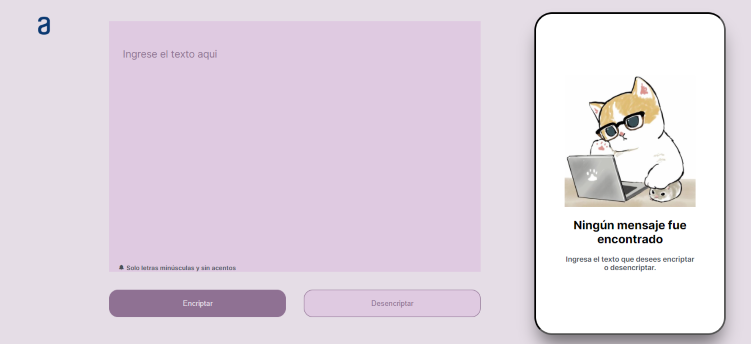 a
Ingrese el texto aqui
Solo letras minúsculas y sin acentos
Encriptar
Desencriptar
Ningún mensaje fue
encontrado
Ingresa el texto que desees encriptar
o desencriptar.